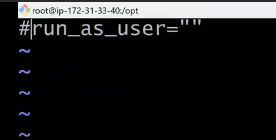 root@ip-172-31-33-40:/opt
#run_as_user=""
~
~
~
~
~